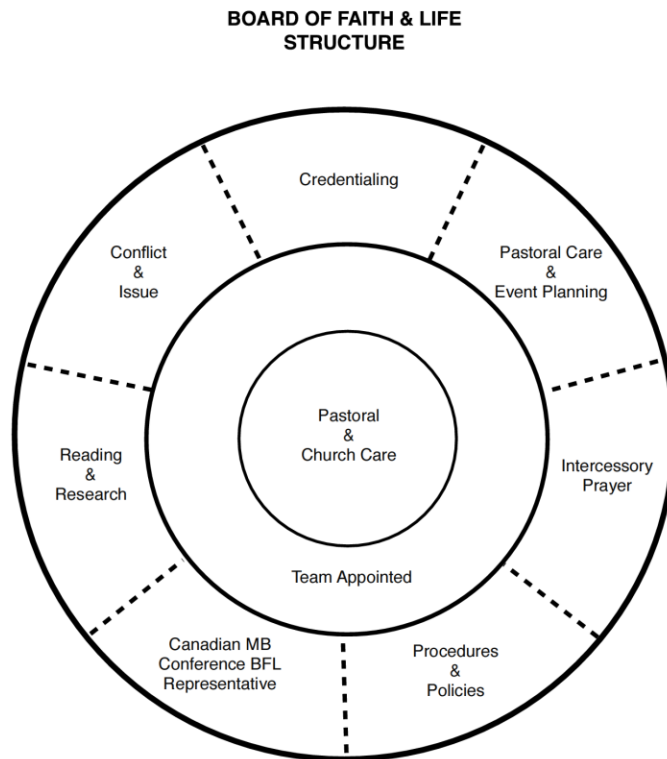 BOARD OF FAITH & LIFE
STRUCTURE
Credentialing
Conflict
&
Issue
Pastoral Care
&
Event Planning
Pastoral
&
Church Care
Reading
&
Research
Intercessory
Prayer
Team Appointed
Canadian MB
Conference BFL
Representative
Procedures
&
Policies